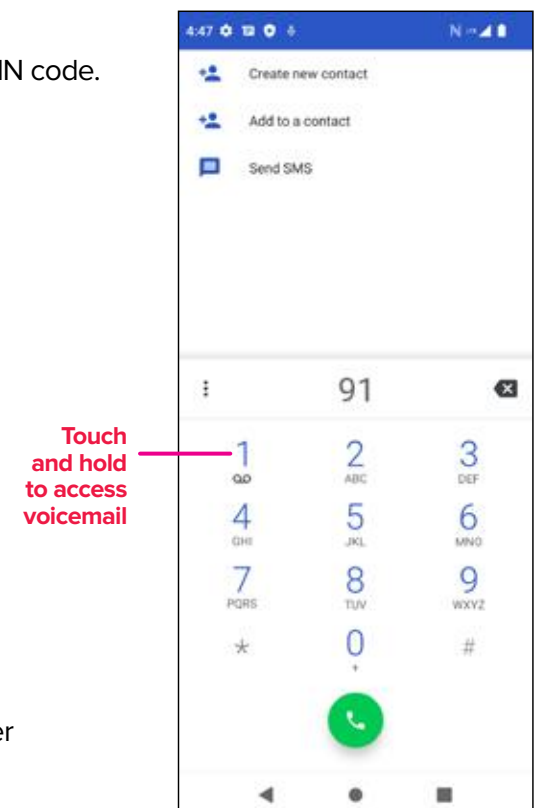 IN code.
4:47
N
Create new contact
Add to a contact
Send SMS
91
Touch
and hold
to access
voicemail
1 2 3
ABC DEF
4 5 6
GHI JKL MNO
7 8 9
PQRS TUV WXYZ
* 0 #
+
er